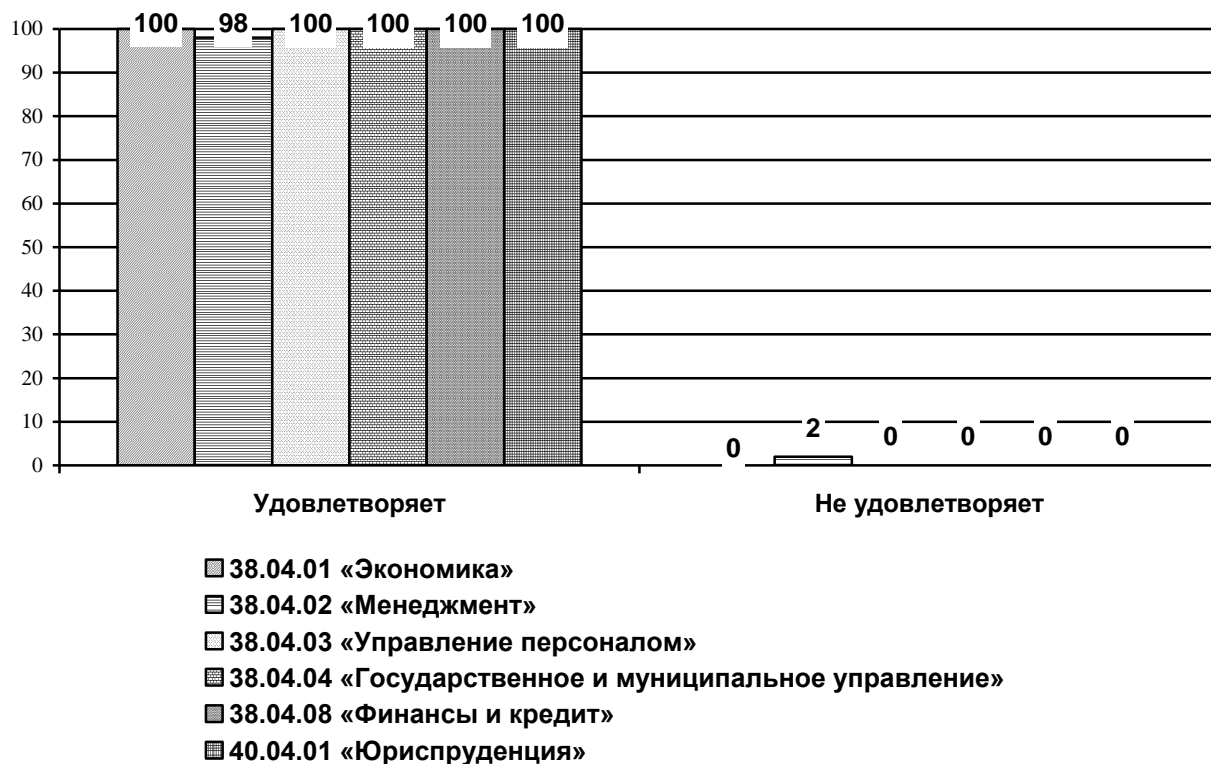 100 98 100 100 100 100
100
90
80
70
60
50
40
30
20
10
0
0 2 0 0 0 0
Удовлетворяет Не удовлетворяет
38.04.01 «Экономика»
38.04.02 «Менеджмент»
38.04.03 «Управление персоналом»
38.04.04 «Государственное и муниципальное управление»
38.04.08 «Финансы и кредит»
40.04.01 «Юриспруденция»